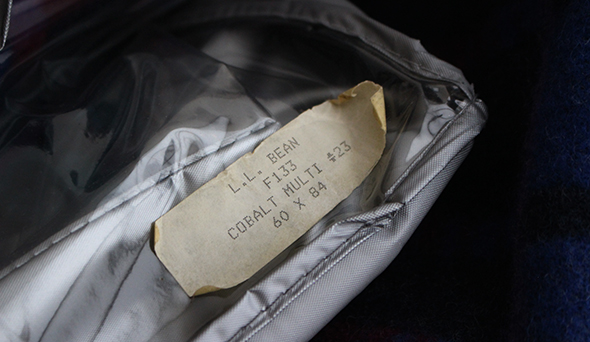 L.L. BEAN
F133
COBALT MULTI #23
60 X 84